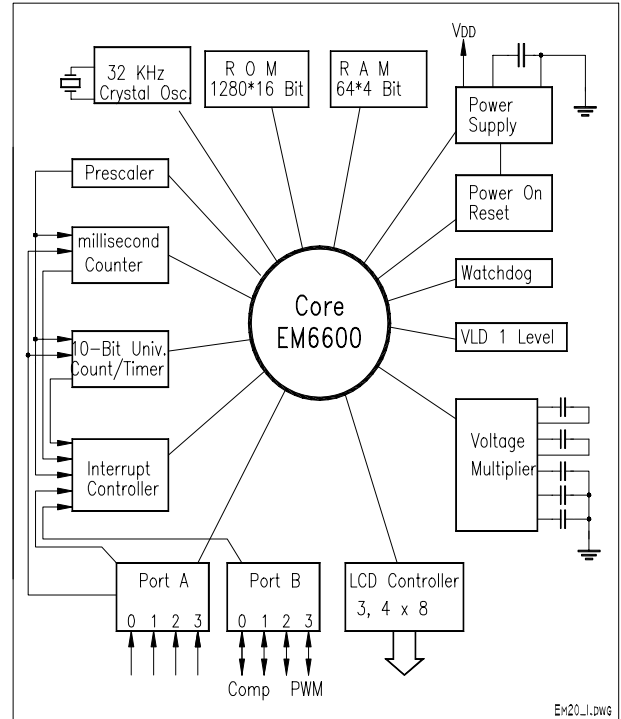 32 KHz
Crystal Osc.
R O M
1280*16 Bit
R A M
64*4 Bit
VDD
Power
Supply
Prescaler
Power On
Reset
millisecond
Counter
Watchdog
Core
EM6600
VLD 1 Level
10-Bit Univ.
Count/Timer
Voltage
Multiplier
Interrupt
Controller
Port A
0 1 2 3
Port B
0 1 2 3
Comp PWM
LCD Controller
3, 4 x 8
EM20_I.DWG